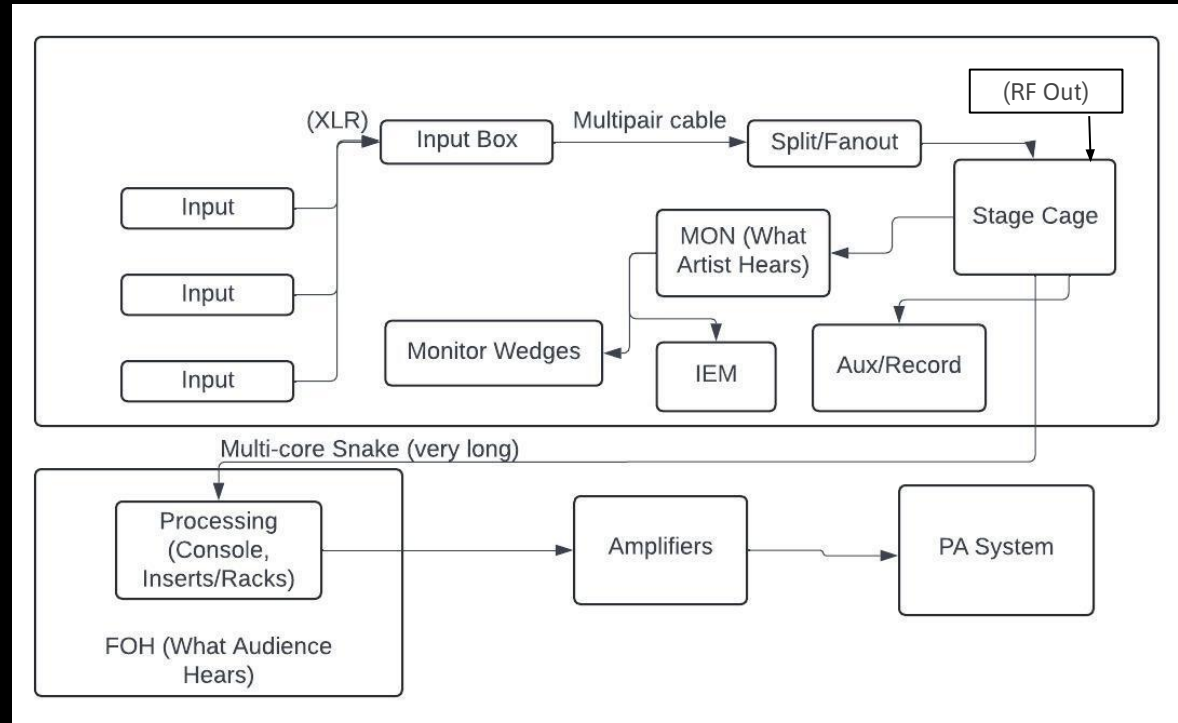 (RF Out)
(XLR)
Input Box
Multipair cable
Split/Fanout
Input
Stage Cage
MON (What
Artist Hears)
Input
Monitor Wedges
IEM
Aux/Record
Input
Multi-core Snake (very long)
Processing
(Console,
Inserts/Racks)
Amplifiers
PA System
FOH (What Audience
Hears)